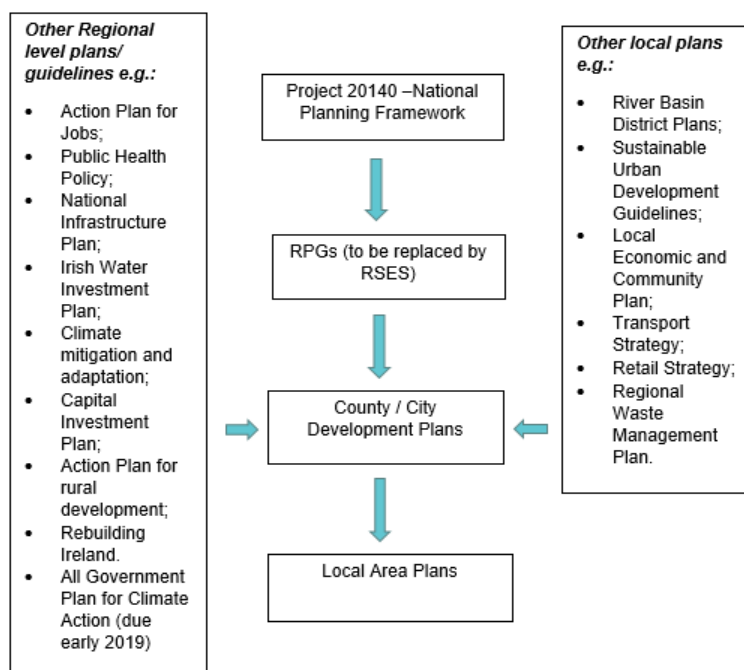 Other Regional
level plans/
guidelines e.g.:
• Action Plan for
Jobs;
• Public Health
Policy;
• National
Infrastructure
Plan;
• Irish Water
Investment
Plan;
• Climate
mitigation and
adaptation;
• Capital
Investment
Plan;
• Action Plan for
rural
development;
• Rebuilding
Ireland.
• All Government
Plan for Climate
Action (due
early 2019)
Project 20140 –National
Planning Framework
RPGs (to be replaced by
RSES)
County / City
Development Plans
Local Area Plans
Other local plans
e.g.:
• River Basin
District Plans;
• Sustainable
Urban
Development
Guidelines;
• Local
Economic and
Community
Plan;
• Transport
Strategy;
• Retail Strategy;
• Regional
Waste
Management
Plan.